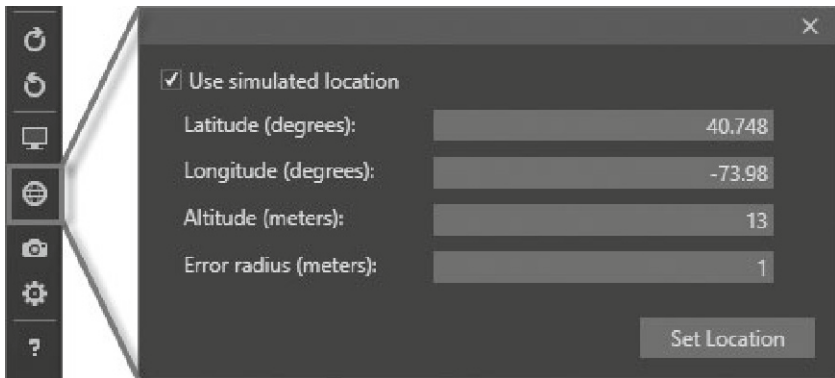 Use simulated location
Latitude (degrees): 40.748
Longitude (degrees): -73.98
Altitude (meters): 13
Error radius (meters): 1
Set Location
?